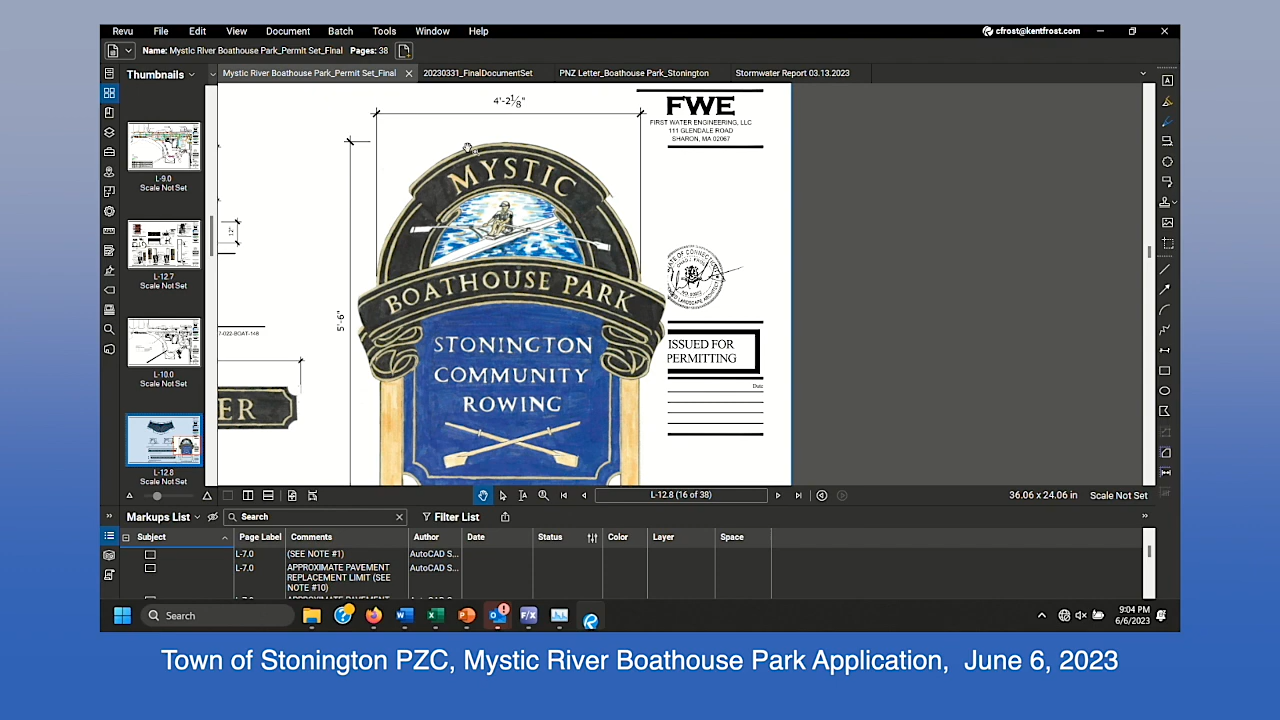 Revu File Edit View Document Batch Tools Window Help cfrost@kentfrost.com
Name: Mystic River Boathouse Park_Permit Set_Final Pages: 38
Thumbnails
Mystic River Boathouse Park_Permit Set_Final 20230331_FinalDocumentSet PNZ Letter_Boathouse Park_Stonington Stormwater Report 03.13.2023
L-9.0
Scale Not Set
L-12.7
Scale Not Set
L-10.0
Scale Not Set
L-12.8
Scale Not Set
12"
7-022-BOAT-148
ER
4'-2⅛"
5'-6"
MYSTIC
BOATHOUSE PARK
STONINGTON
COMMUNITY
ROWING
FWE
FIRST WATER ENGINEERING, LLC
111 GLENDALE ROAD
SHARON, MA 02067
ISSUED FOR
PERMITTING
Date
L-12.8 (16 of 38) 36.06 x 24.06 in Scale Not Set
Markups List Search Filter List
Subject Page Label Comments Author Date Status Color Layer Space
L-7.0 (SEE NOTE #1) AutoCAD S...
L-7.0 APPROXIMATE PAVEMENT AutoCAD S...
REPLACEMENT LIMIT (SEE
NOTE #10)
Search
9:04 PM
6/6/2023
Town of Stonington PZC, Mystic River Boathouse Park Application, June 6, 2023